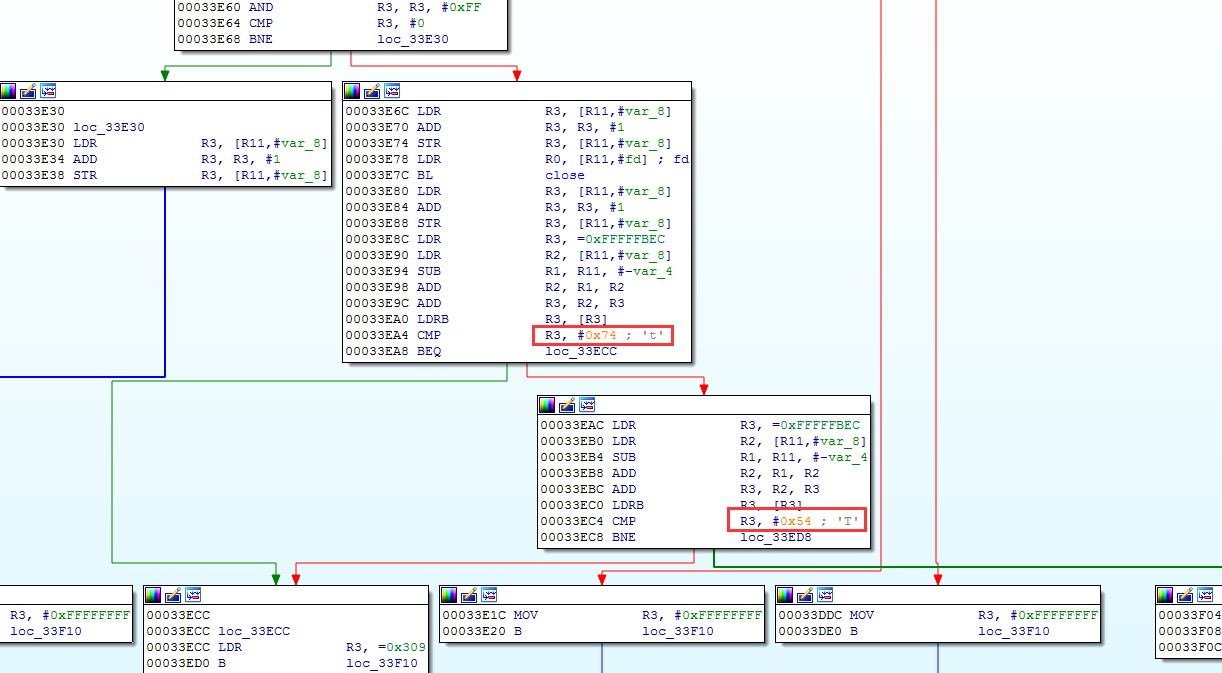 00033E60 AND R3, R3, #0xFF
00033E64 CMP R3, #0
00033E68 BNE loc_33E30
00033E30
00033E30 loc_33E30
00033E30 LDR R3, [R11,#var_8]
00033E34 ADD R3, R3, #1
00033E38 STR R3, [R11,#var_8]
00033E6C LDR R3, [R11,#var_8]
00033E70 ADD R3, R3, #1
00033E74 STR R3, [R11,#var_8]
00033E78 LDR R0, [R11,#fd] ; fd
00033E7C BL close
00033E80 LDR R3, [R11,#var_8]
00033E84 ADD R3, R3, #1
00033E88 STR R3, [R11,#var_8]
00033E8C LDR R3, =0xFFFFFBEC
00033E90 LDR R2, [R11,#var_8]
00033E94 SUB R1, R11, #-var_4
00033E98 ADD R2, R1, R2
00033E9C ADD R3, R2, R3
00033EA0 LDRB R3, [R3]
00033EA4 CMP R3, #0x74 ; 't'
00033EA8 BEQ loc_33ECC
00033EAC LDR R3, =0xFFFFFBEC
00033EB0 LDR R2, [R11,#var_8]
00033EB4 SUB R1, R11, #-var_4
00033EB8 ADD R2, R1, R2
00033EBC ADD R3, R2, R3
00033EC0 LDRB R3, [R3]
00033EC4 CMP R3, #0x54 ; 'T'
00033EC8 BNE loc_33ED8
R3, #0xFFFFFFFF
loc_33F10
00033ECC
00033ECC loc_33ECC
00033ECC LDR R3, =0x309
00033ED0 B loc_33F10
00033E1C MOV R3, #0xFFFFFFFF
00033E20 B loc_33F10
00033DDC MOV R3, #0xFFFFFFFF
00033DE0 B loc_33F10
00033F04
00033F08
00033F0C